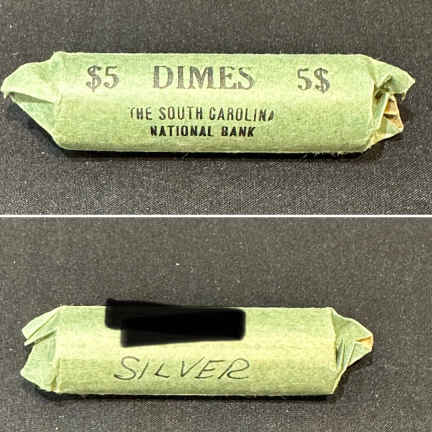 $5 DIMES 5$
THE SOUTH CAROLINA
NATIONAL BANK
SILVER